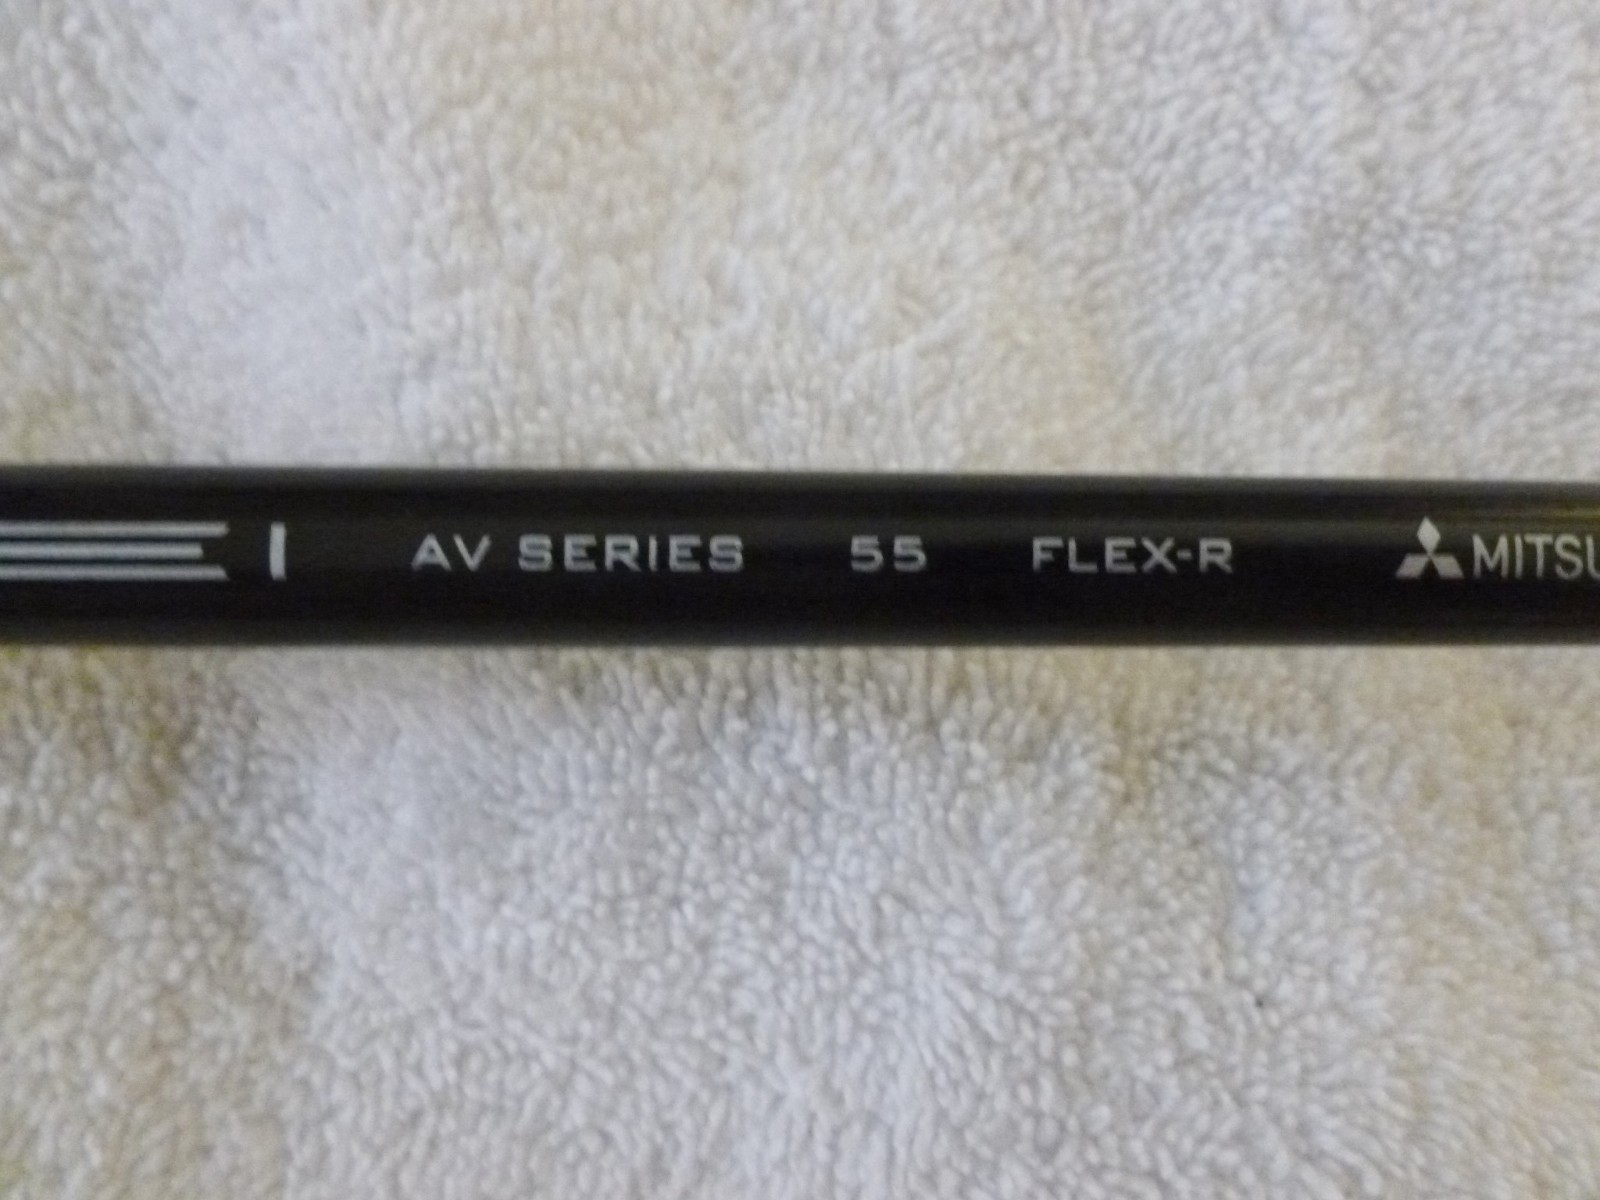 AV SERIES 55 FLEX-R MITSU